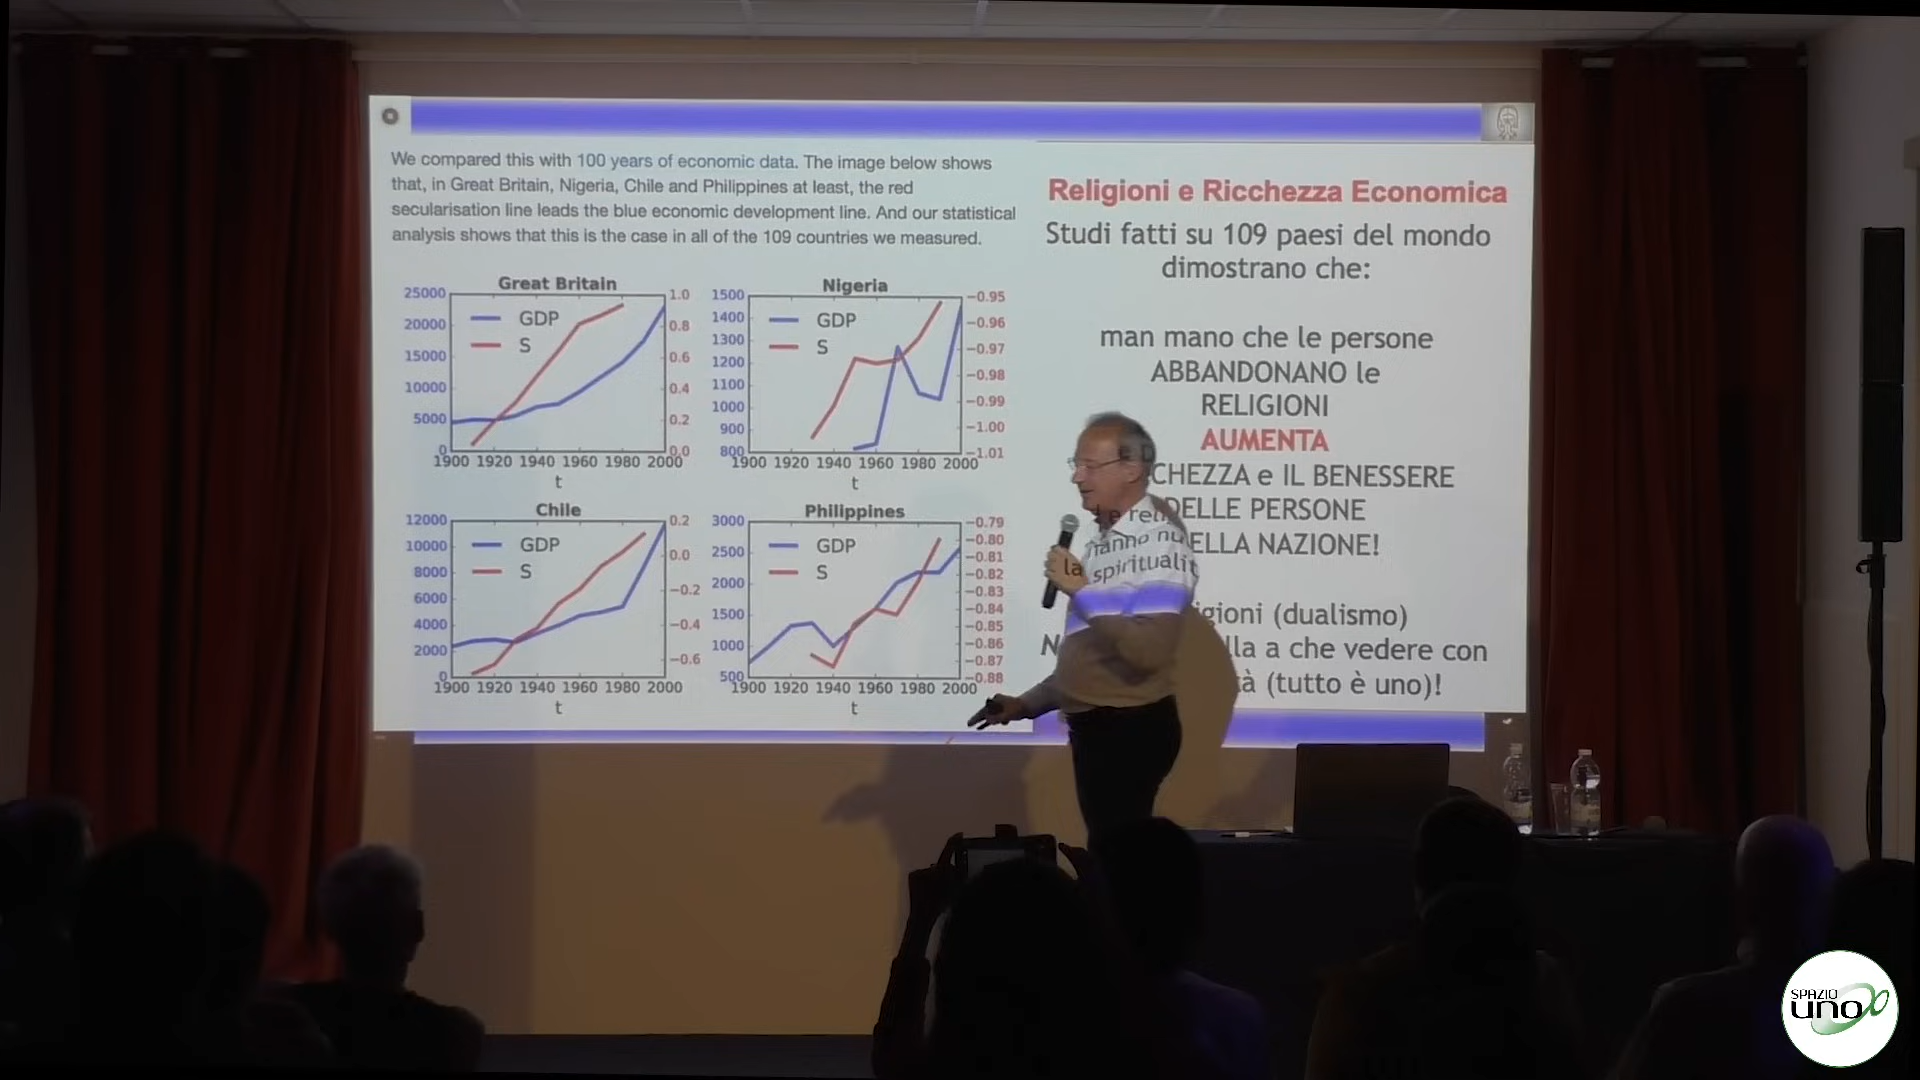 We compared this with 100 years of economic data. The image below shows
that, in Great Britain, Nigeria, Chile and Philippines at least, the red
secularisation line leads the blue economic development line. And our statistical
analysis shows that this is the case in all of the 109 countries we measured.
Great Britain
25000
20000
15000
10000
5000
0
GDP
S
1.0
0.8
0.6
0.4
0.2
0.0
1900 1920 1940 1960 1980 2000
t
Nigeria
1500
1400
1300
1200
1100
1000
900
800
GDP
S
−0.95
−0.96
−0.97
−0.98
−0.99
−1.00
−1.01
1900 1920 1940 1960 1980 2000
t
Chile
12000
10000
8000
6000
4000
2000
0
GDP
S
0.2
0.0
−0.2
−0.4
−0.6
1900 1920 1940 1960 1980 2000
t
Philippines
3000
2500
2000
1500
1000
500
GDP
S
−0.79
−0.80
−0.81
−0.82
−0.83
−0.84
−0.85
−0.86
−0.87
−0.88
1900 1920 1940 1960 1980 2000
t
Religioni e Ricchezza Economica
Studi fatti su 109 paesi del mondo
dimostrano che:
man mano che le persone
ABBANDONANO le
RELIGIONI
AUMENTA
e IL BENESSERE
DELLE PERSONE
NAZIONE!
(dualismo)
a che vedere con
(tutto è uno)!
SPAZIO
uno